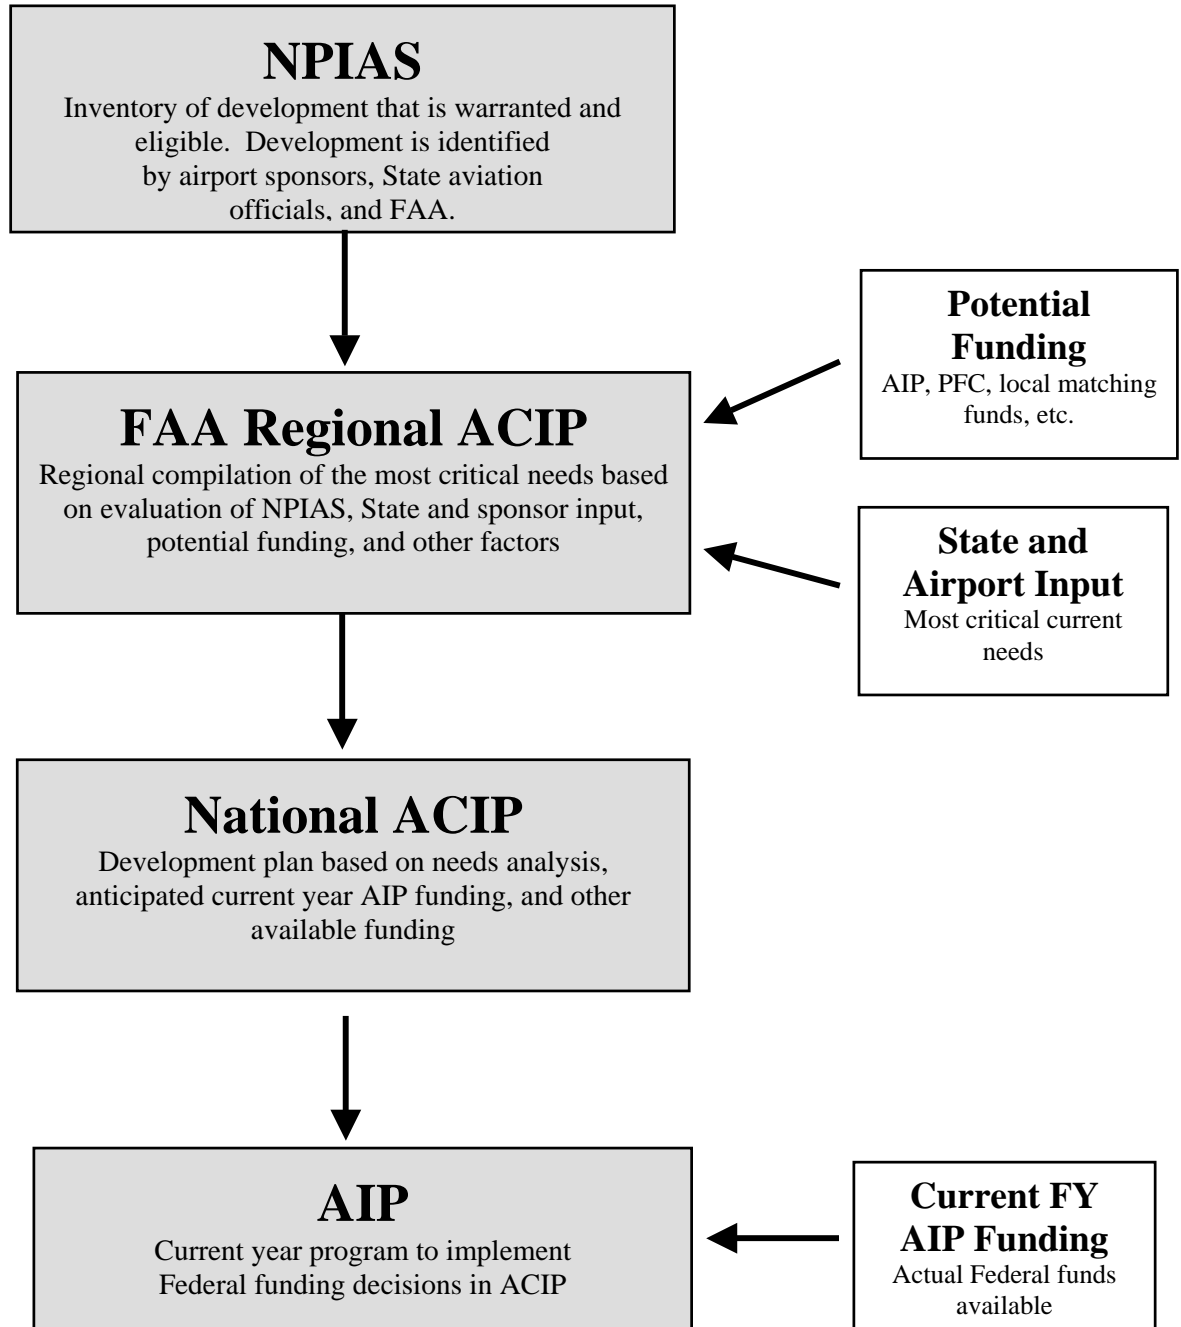 NPIAS
Inventory of development that is warranted and
eligible.  Development is identified
by airport sponsors, State aviation
officials, and FAA.
Potential
Funding
AIP, PFC, local matching
funds, etc.
FAA Regional ACIP
Regional compilation of the most critical needs based
on evaluation of NPIAS, State and sponsor input,
potential funding, and other factors
State and
Airport Input
Most critical current
needs
National ACIP
Development plan based on needs analysis,
anticipated current year AIP funding, and other
available funding
AIP
Current year program to implement
Federal funding decisions in ACIP
Current FY
AIP Funding
Actual Federal funds
available